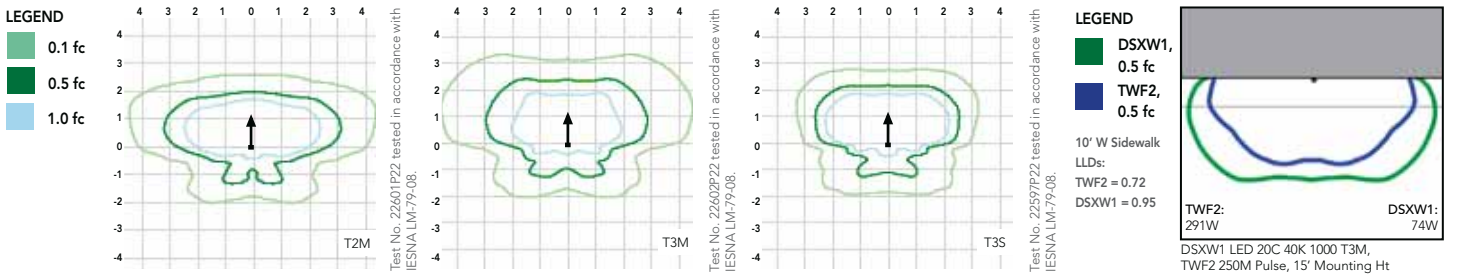 LEGEND
0.1 fc
0.5 fc
1.0 fc
4 3 2 1 0 1 2 3 4
4
3
2
1
0
-1
-2
-3
-4
T2M
Test No. 22601P22 tested in accordance with
IESNA LM-79-08.
4 3 2 1 0 1 2 3 4
4
3
2
1
0
-1
-2
-3
-4
T3M
Test No. 22602P22 tested in accordance with
IESNA LM-79-08.
4 3 2 1 0 1 2 3 4
4
3
2
1
0
-1
-2
-3
-4
T3S
Test No. 22597P22 tested in accordance with
IESNA LM-79-08.
LEGEND
DSXW1,
0.5 fc
TWF2,
0.5 fc
10' W Sidewalk
LLDs:
TWF2 = 0.72
DSXW1 = 0.95
TWF2:
291W
DSXW1:
74W
DSXW1 LED 20C 40K 1000 T3M,
TWF2 250M Pulse, 15' Mounting Ht